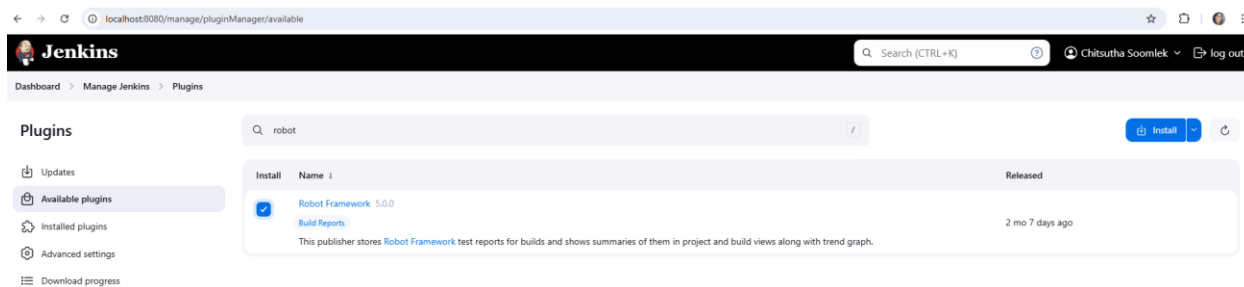 localhost:8080/manage/pluginManager/available
Jenkins
Search (CTRL+K)
Chitsutha Soomlek
log out
Dashboard > Manage Jenkins > Plugins
Plugins
robot
/
Install
Updates
Available plugins
Installed plugins
Advanced settings
Download progress
Install Name ↓ Released
Robot Framework 5.0.0
Build Reports
2 mo 7 days ago
This publisher stores Robot Framework test reports for builds and shows summaries of them in project and build views along with trend graph.